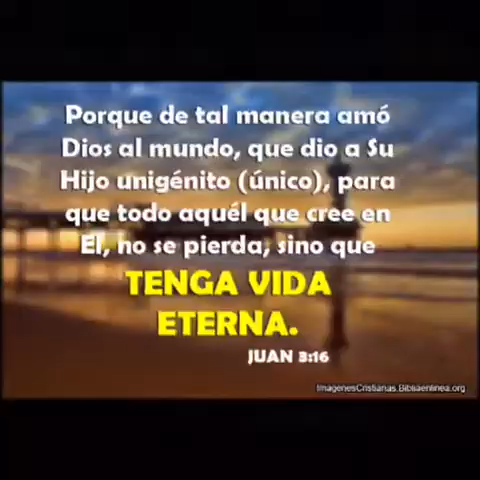 Porque de tal manera amó
Dios al mundo, que dio a Su
Hijo unigénito (único), para
que todo aquél que cree en
Él, no se pierda, sino que
TENGA VIDA
ETERNA.
JUAN 3:16
ImagenesCristianas.Bibliaenlinea.org